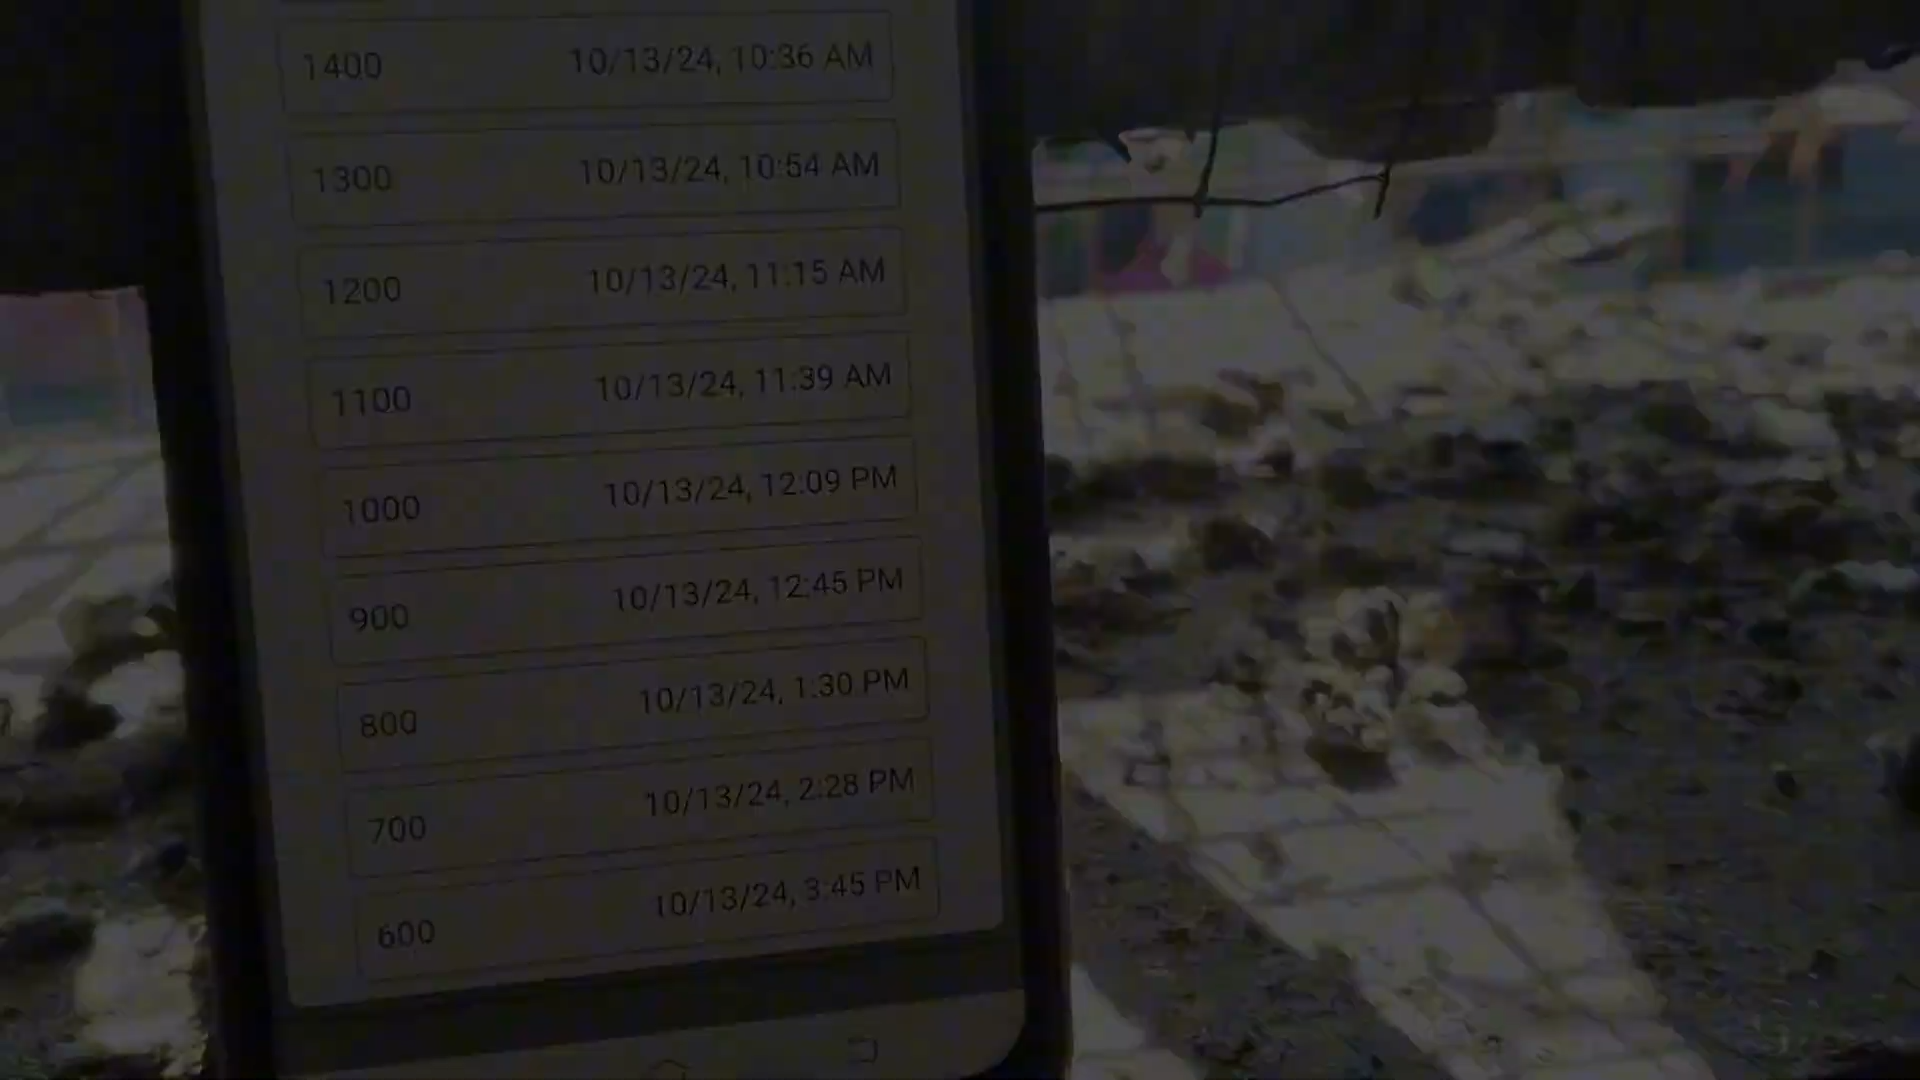 1400 10/13/24, 10:36 AM
1300 10/13/24, 10:54 AM
1200 10/13/24, 11:15 AM
1100 10/13/24, 11:39 AM
1000 10/13/24, 12:09 PM
900 10/13/24, 12:45 PM
800 10/13/24, 1:30 PM
700 10/13/24, 2:28 PM
600 10/13/24, 3:45 PM